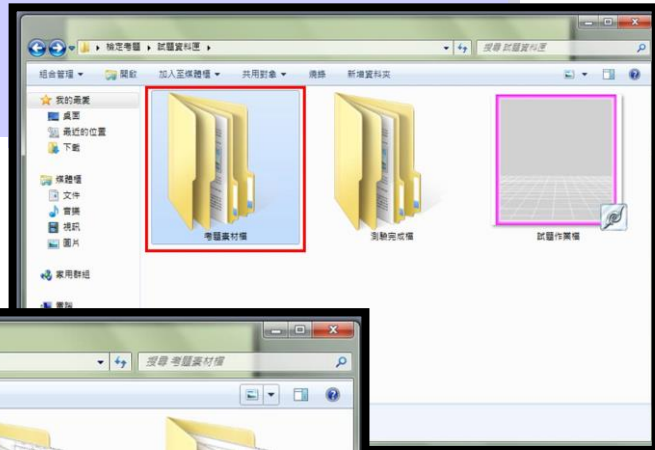 檢定考題 ▸ 試題資料匣 ▸
搜尋 試題資料匣
組合管理 ▾ 開啟 加入至媒體櫃 ▾ 共用對象 ▾ 燒錄 新增資料夾
我的最愛
桌面
最近的位置
下載
媒體櫃
文件
音樂
視訊
圖片
家用群組
考題素材檔
測驗完成檔
試題作業檔
搜尋 考題素材檔